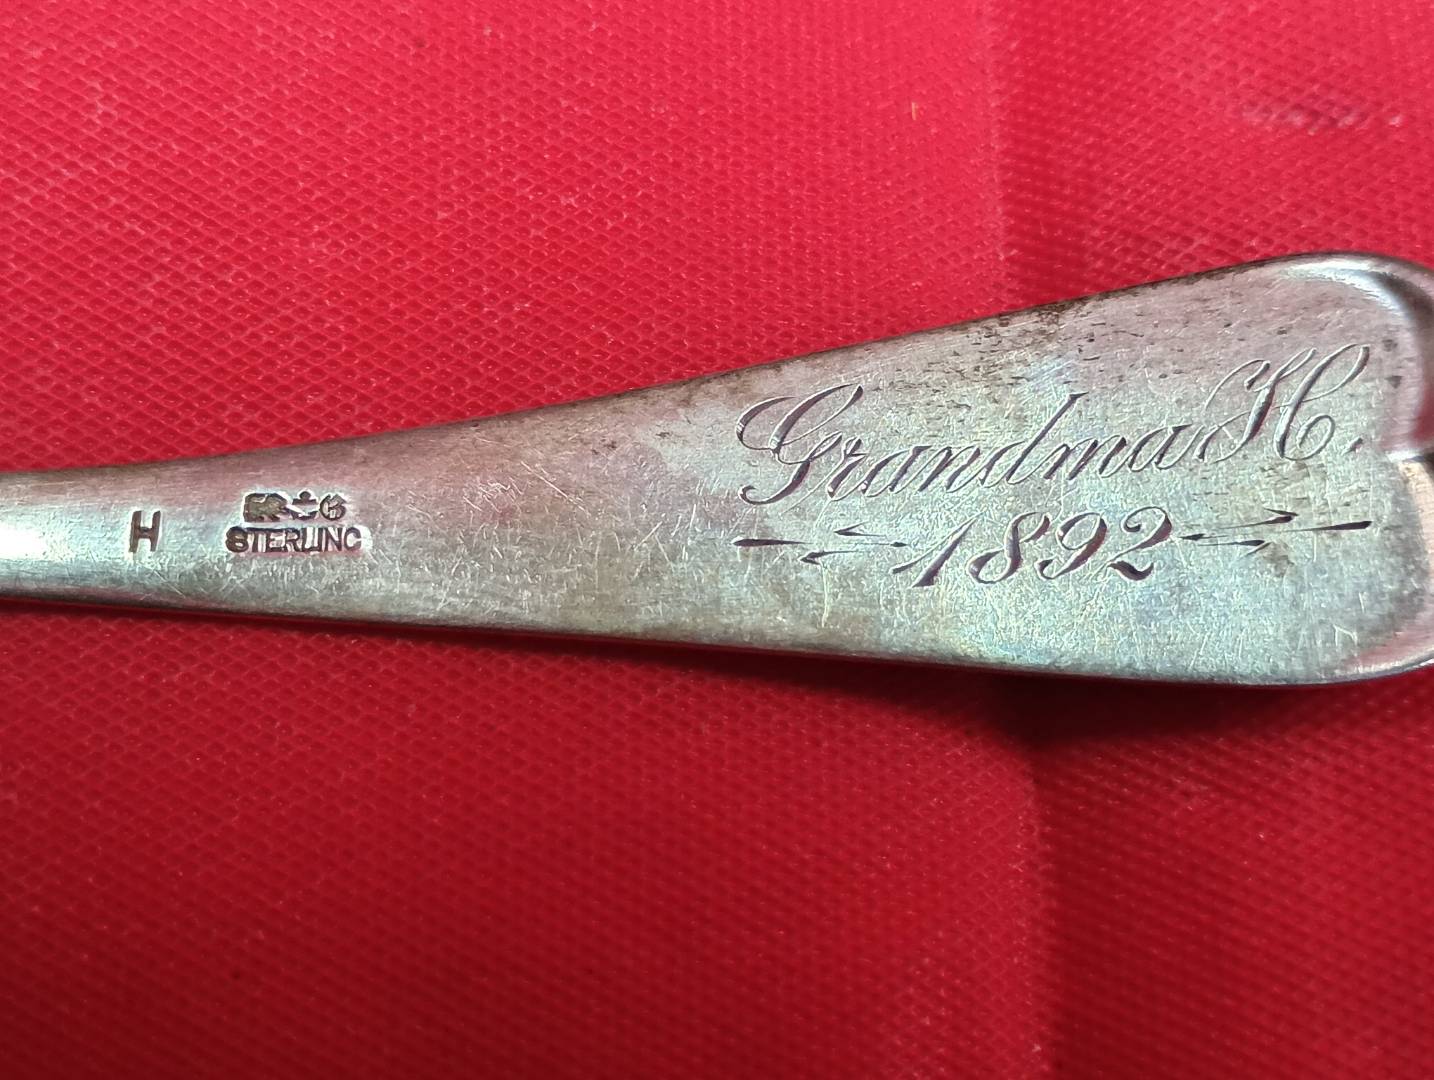 H
STERLING
Grandma H.
1892